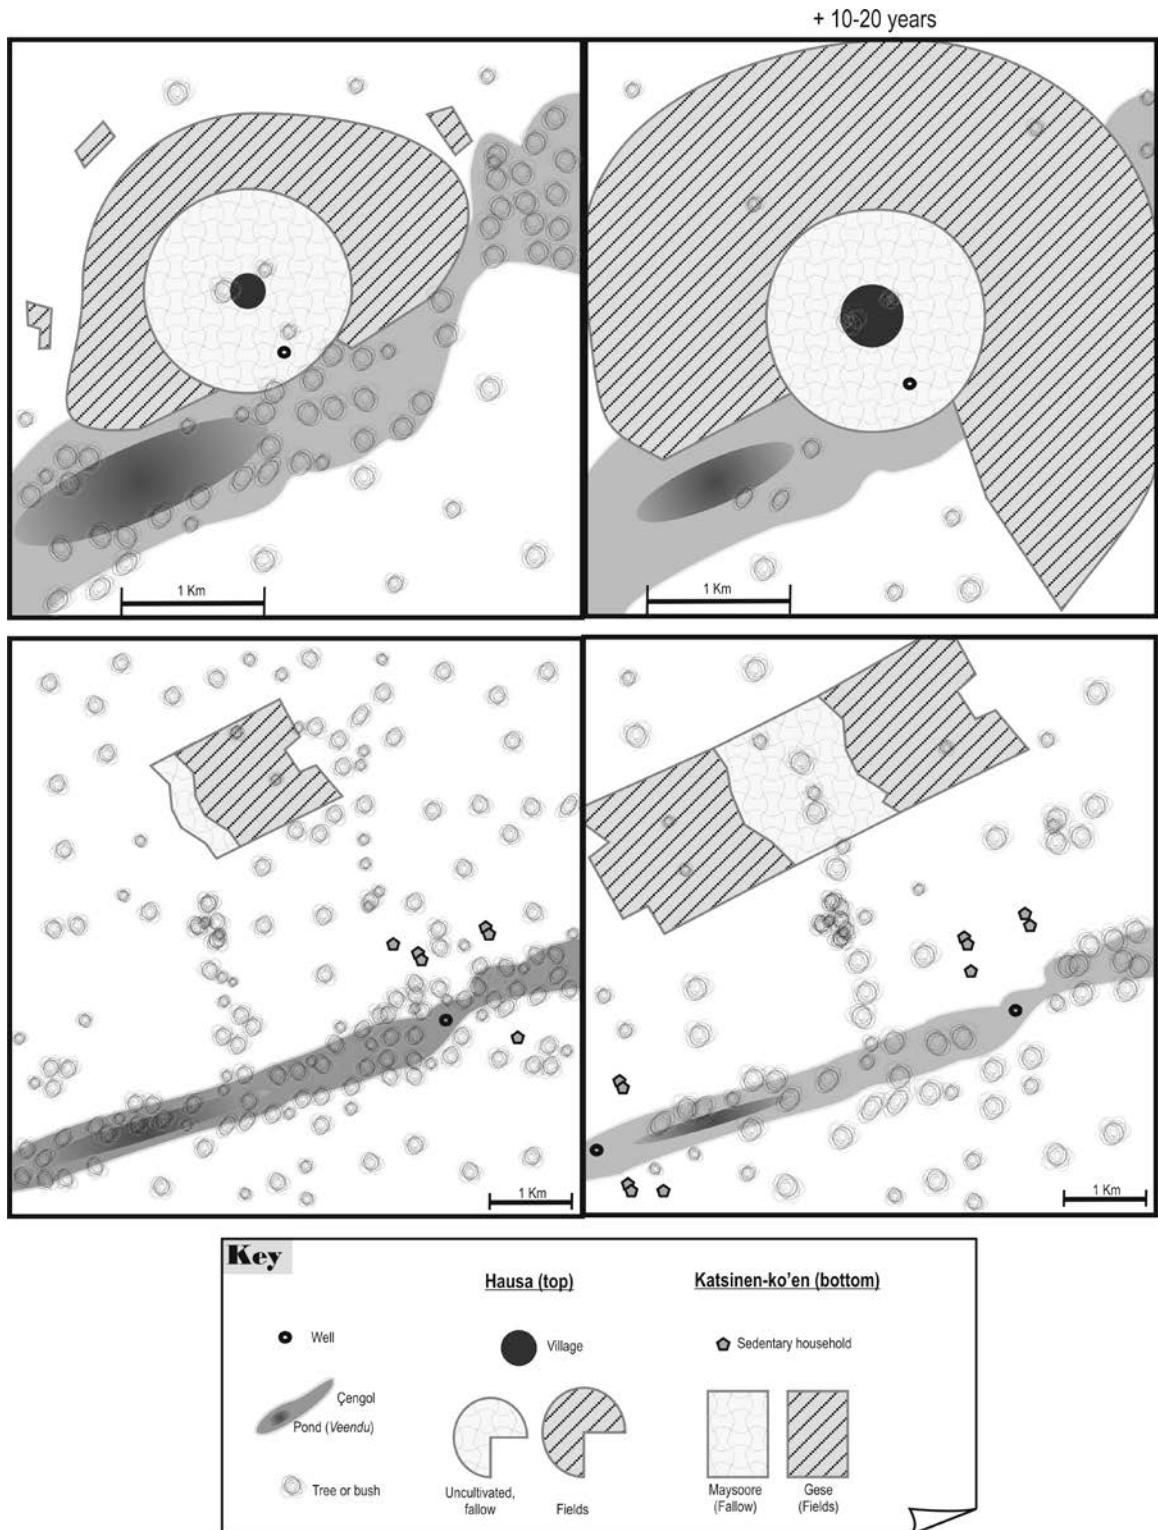 + 10-20 years
1 Km
1 Km
1 Km
1 Km
Key
Hausa (top)
Katsinen-ko'en (bottom)
Well
Village
Sedentary household
Çengol
Pond (Veendu)
Tree or bush
Uncultivated,
fallow
Fields
Maysoore
(Fallow)
Gese
(Fields)